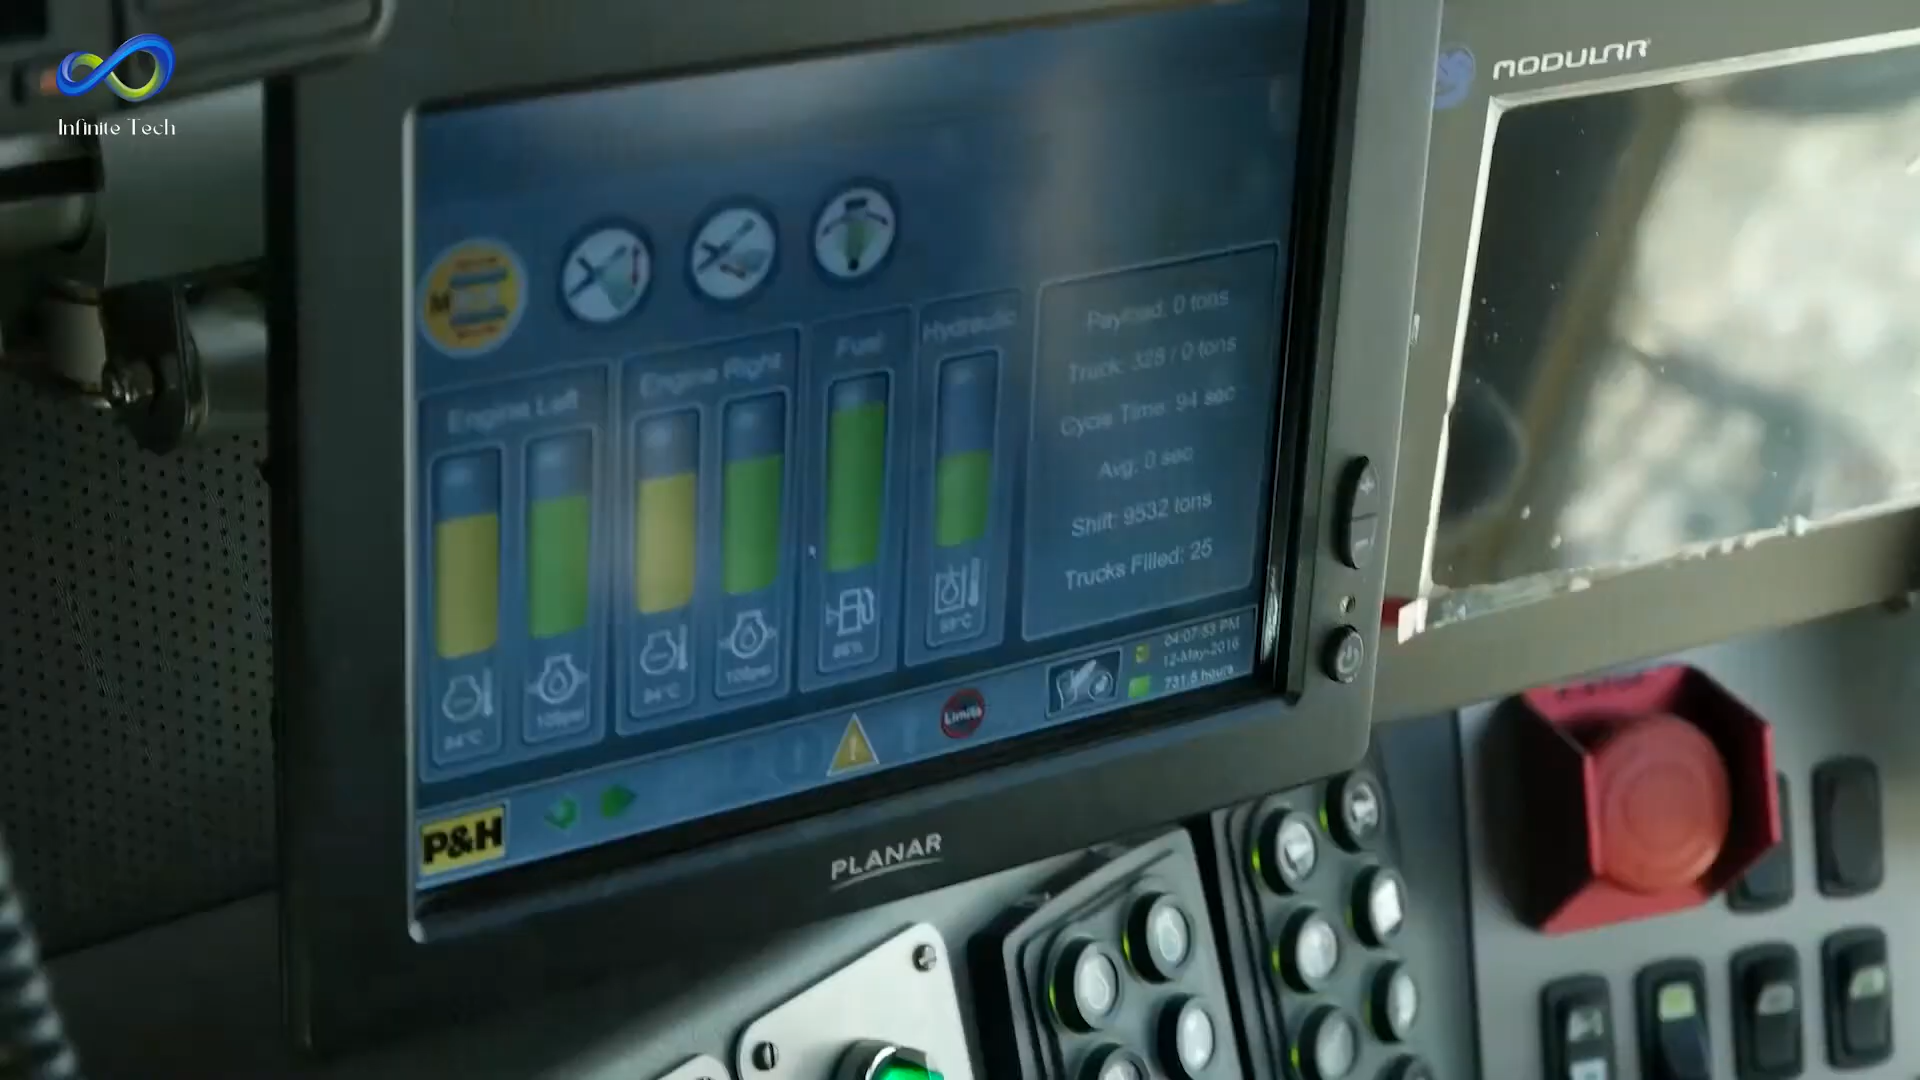 Infinite Tech
MODULAR
Engine Left
Engine Right
Fuel
Hydraulic
Payload: 0 tons
Truck: 328 / 0 tons
Cycle Time: 94 sec
Avg: 0 sec
Shift: 9532 tons
Trucks Filled: 25
04:07:53 PM
12-May-2016
731.5 hours
Limits
P&H
PLANAR